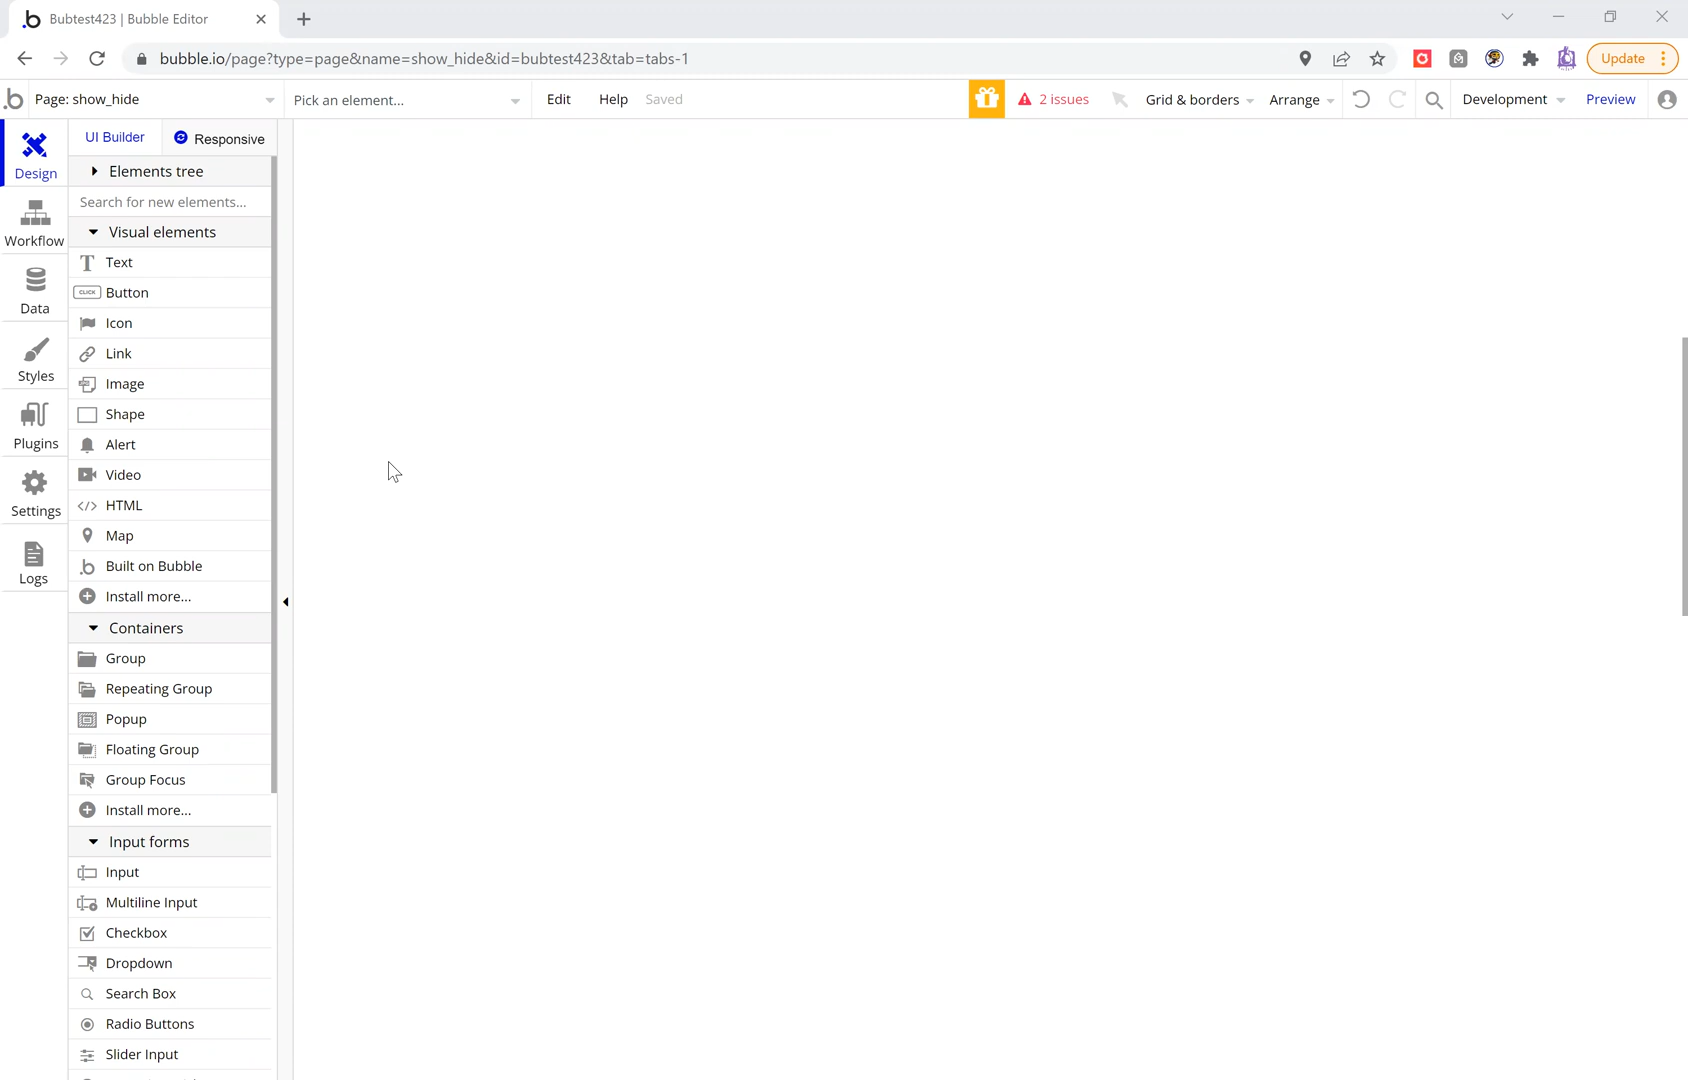 Bubtest423 | Bubble Editor
bubble.io/page?type=page&name=show_hide&id=bubtest423&tab=tabs-1
Update
Page: show_hide
Pick an element...
Edit
Help
Saved
2 issues
Grid & borders
Arrange
Development
Preview
Design
Workflow
Data
Styles
Plugins
Settings
Logs
UI Builder
Responsive
Elements tree
Search for new elements...
Visual elements
Text
CLICK Button
Icon
Link
Image
Shape
Alert
Video
HTML
Map
Built on Bubble
Install more...
Containers
Group
Repeating Group
Popup
Floating Group
Group Focus
Install more...
Input forms
Input
Multiline Input
Checkbox
Dropdown
Search Box
Radio Buttons
Slider Input